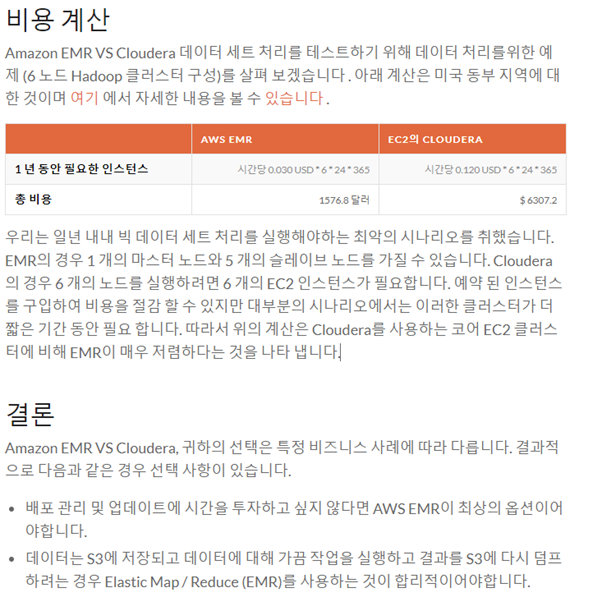 비용 계산
Amazon EMR VS Cloudera 데이터 세트 처리를 테스트하기 위해 데이터 처리를위한 예
제 (6 노드 Hadoop 클러스터 구성)를 살펴 보겠습니다 . 아래 계산은 미국 동부 지역에 대
한 것이며 여기 에서 자세한 내용을 볼 수 있습니다 .
AWS EMR EC2의 CLOUDERA
1 년 동안 필요한 인스턴스 시간당 0.030 USD * 6 * 24 * 365 시간당 0.120 USD * 6 * 24 * 365
총 비용 1576.8 달러 $ 6307.2
우리는 일년 내내 빅 데이터 세트 처리를 실행해야하는 최악의 시나리오를 취했습니다.
EMR의 경우 1 개의 마스터 노드와 5 개의 슬레이브 노드를 가질 수 있습니다. Cloudera
의 경우 6 개의 노드를 실행하려면 6 개의 EC2 인스턴스가 필요합니다. 예약 된 인스턴스
를 구입하여 비용을 절감 할 수 있지만 대부분의 시나리오에서는 이러한 클러스터가 더
짧은 기간 동안 필요 합니다. 따라서 위의 계산은 Cloudera를 사용하는 코어 EC2 클러스
터에 비해 EMR이 매우 저렴하다는 것을 나타 냅니다.
결론
Amazon EMR VS Cloudera, 귀하의 선택은 특정 비즈니스 사례에 따라 다릅니다. 결과적
으로 다음과 같은 경우 선택 사항이 있습니다.
• 배포 관리 및 업데이트에 시간을 투자하고 싶지 않다면 AWS EMR이 최상의 옵션이어
야합니다.
• 데이터는 S3에 저장되고 데이터에 대해 가끔 작업을 실행하고 결과를 S3에 다시 덤프
하려는 경우 Elastic Map / Reduce (EMR)를 사용하는 것이 합리적이어야합니다.